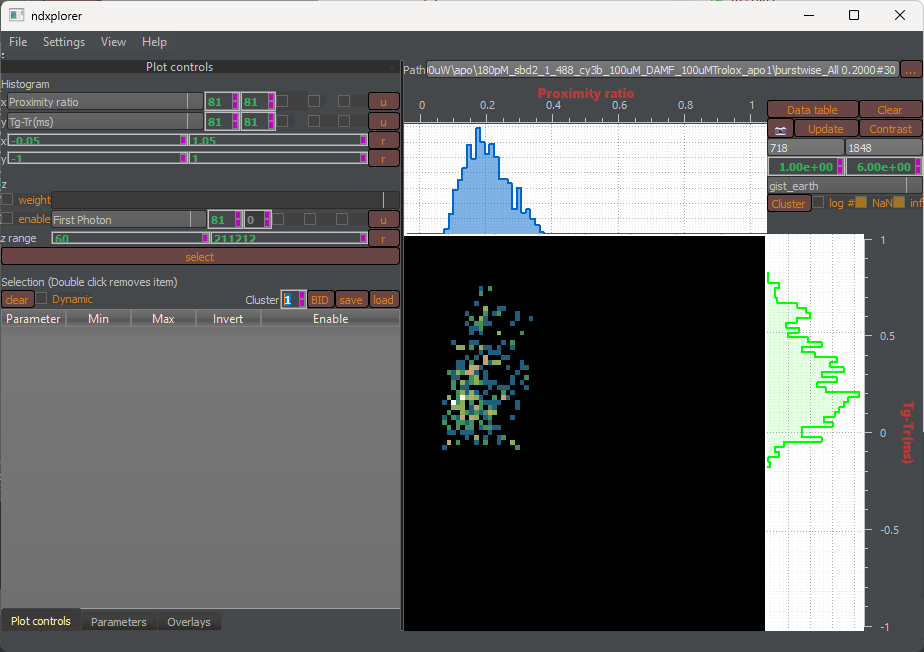 ndxplorer
File Settings View Help
Plot controls
Path 0uW\apo\180pM_sbd2_1_488_cy3b_100uM_DAMF_100uMTrolox_apo1\burstwise_All 0.2000#30 ...
Histogram
x Proximity ratio 81 81 u
y Tg-Tr(ms) 81 81 u
x -0.05 1.05 r
y -1 1 r
z
weight
enable First Photon 81 0 u
z range 60 211212 r
select
Selection (Double click removes item)
clear Dynamic Cluster 1 BID save load
Parameter Min Max Invert Enable
Plot controls Parameters Overlays
Proximity ratio
0 0.2 0.4 0.6 0.8 1
Data table Clear
Update Contrast
718 1848
1.00e+00 6.00e+00
gist_earth
Cluster log # NaN inf
1
0.5
0
-0.5
-1
Tg-Tr(ms)